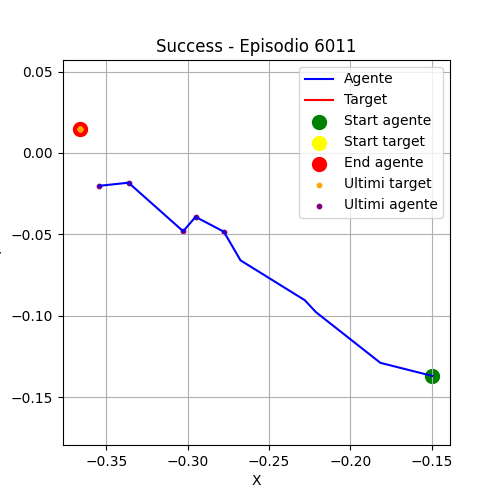 Success - Episodio 6011
Agente
Target
Start agente
Start target
End agente
Ultimi target
Ultimi agente
0.05
0.00
−0.05
−0.10
−0.15
−0.35
−0.30
−0.25
−0.20
−0.15
X